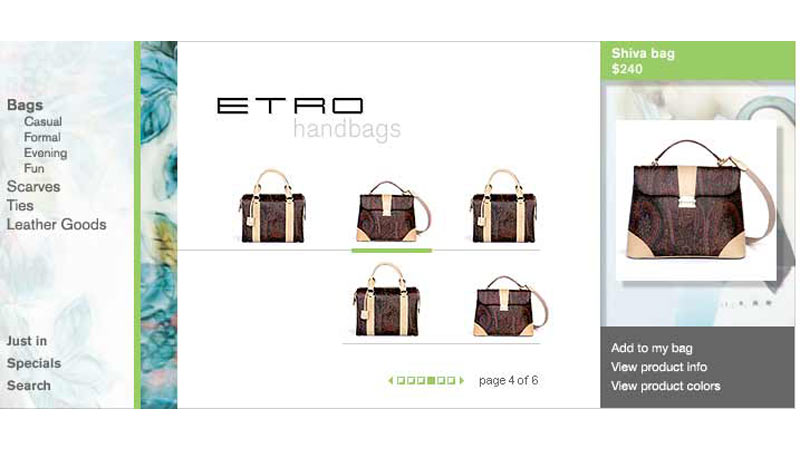 Bags
Casual
Formal
Evening
Fun
Scarves
Ties
Leather Goods
Just in
Specials
Search
ETRO
handbags
page 4 of 6
Shiva bag
$240
Add to my bag
View product info
View product colors